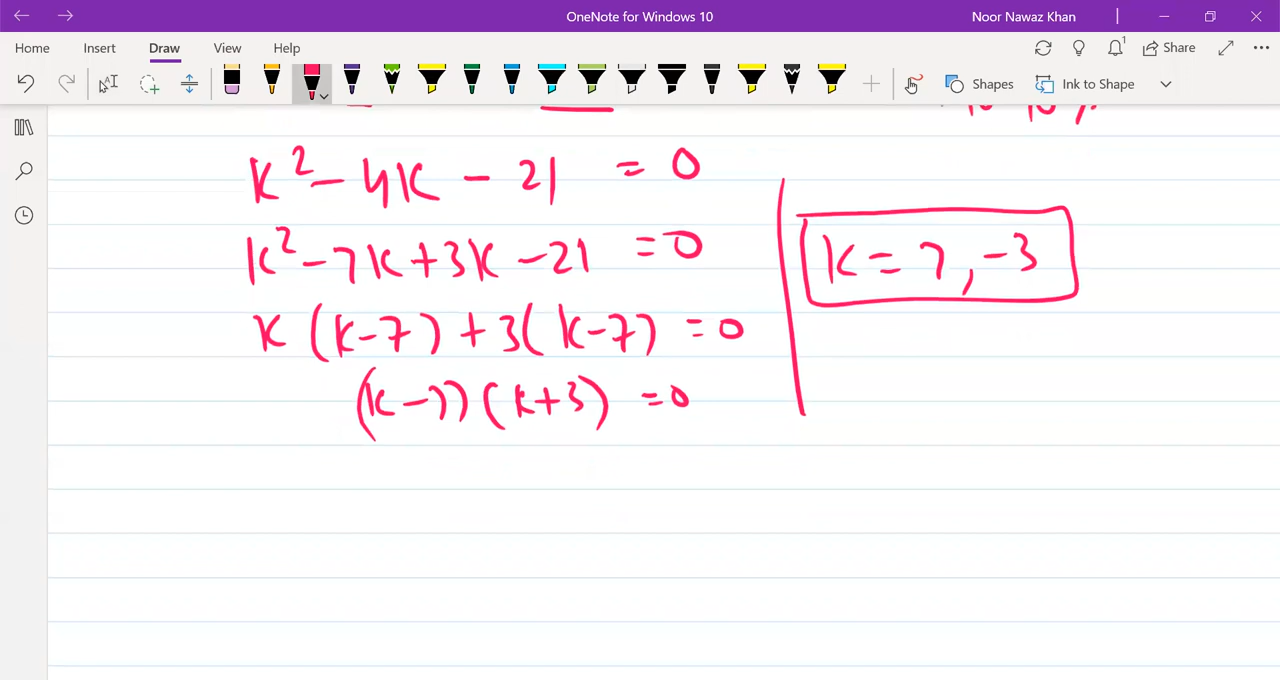 OneNote for Windows 10
Noor Nawaz Khan
Home Insert Draw View Help
1
Share
Shapes
Ink to Shape
k² - 4k - 21 = 0
k² - 7k + 3k - 21 = 0
k (k-7) + 3(k-7) = 0
(k-7)(k+3) = 0
k = 7, -3